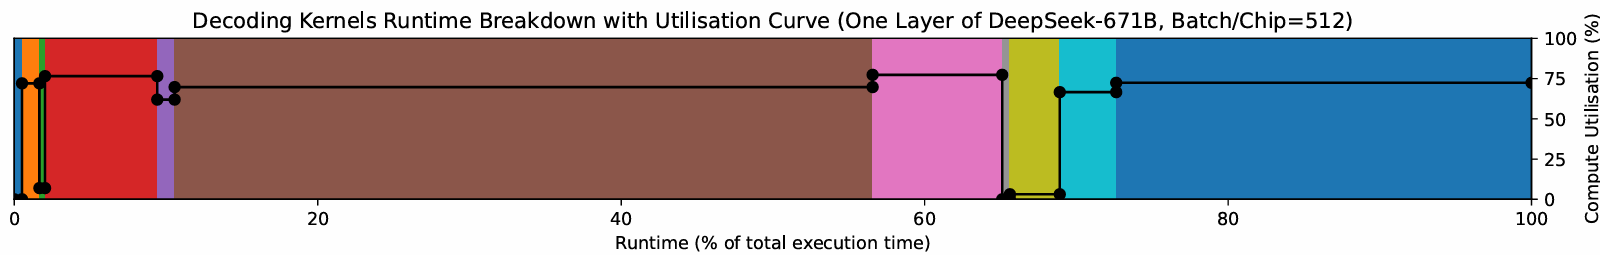 Decoding Kernels Runtime Breakdown with Utilisation Curve (One Layer of DeepSeek-671B, Batch/Chip=512)
100
75
50
25
0
Compute Utilisation (%)
0 20 40 60 80 100
Runtime (% of total execution time)